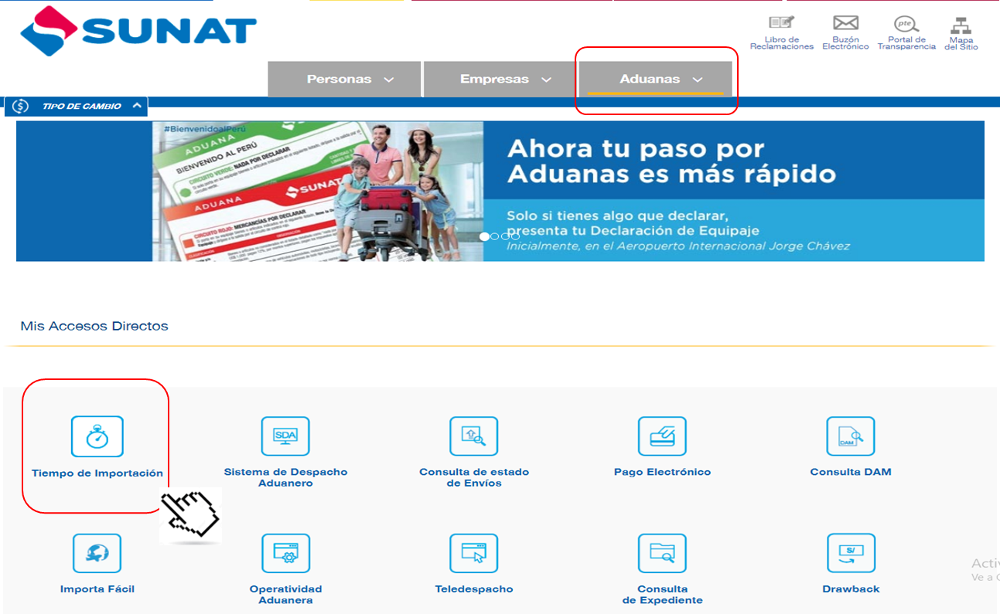 SUNAT
Libro de
Reclamaciones
Buzón
Electrónico
pte
Portal de
Transparencia
Mapa
del Sitio
Personas
Empresas
Aduanas
$ TIPO DE CAMBIO
#BienvenidoalPerú
ADUANA
BIENVENIDO AL PERÚ
CIRCUITO VERDE: NADA POR DECLARAR
SUNAT
ADUANA
CIRCUITO ROJO: MERCANCÍAS POR DECLARAR
Ahora tu paso por
Aduanas es más rápido
Solo si tienes algo que declarar,
presenta tu Declaración de Equipaje
Inicialmente, en el Aeropuerto Internacional Jorge Chávez
Mis Accesos Directos
Tiempo de Importación
SDA
Sistema de Despacho
Aduanero
Consulta de estado
de Envíos
Pago Electrónico
DAM
Consulta DAM
Importa Fácil
Operatividad
Aduanera
Teledespacho
Consulta
de Expediente
S/
Drawback
Activ
Ve a C